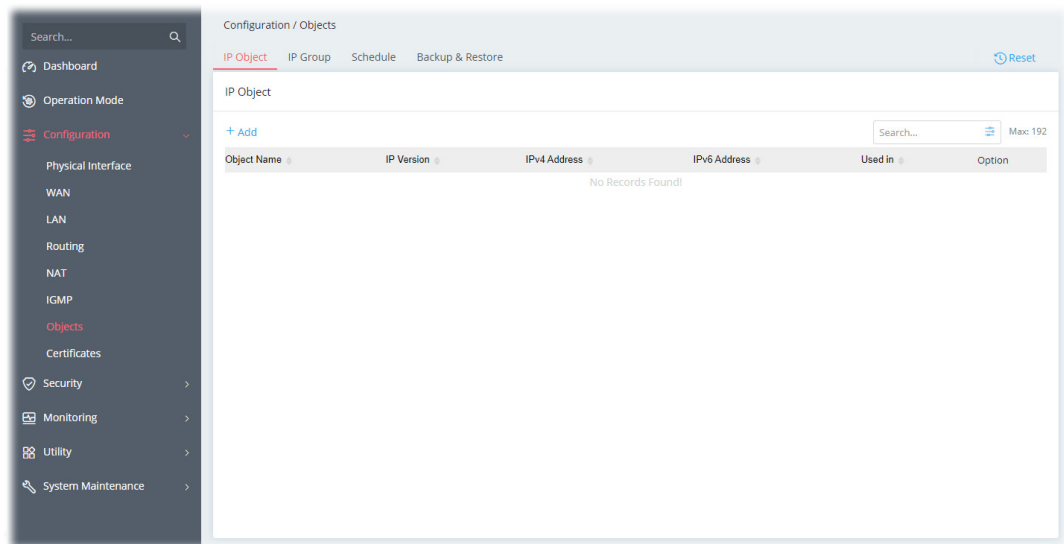 Search...
Dashboard
Operation Mode
Configuration
Physical Interface
WAN
LAN
Routing
NAT
IGMP
Objects
Certificates
Security
Monitoring
Utility
System Maintenance
Configuration / Objects
IP Object IP Group Schedule Backup & Restore Reset
IP Object
+ Add Search... Max: 192
Object Name IP Version IPv4 Address IPv6 Address Used in Option
No Records Found!